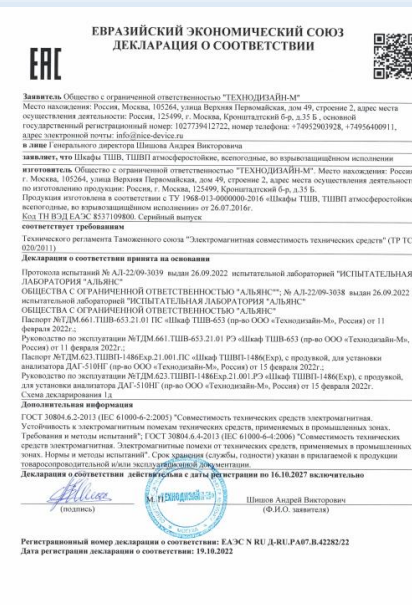 ЕВРАЗИЙСКИЙ ЭКОНОМИЧЕСКИЙ СОЮЗ
ДЕКЛАРАЦИЯ О СООТВЕТСТВИИ
ЕАС
Заявитель Общество с ограниченной ответственностью "ТЕХНОДИЗАЙН-М"
Место нахождения: Россия, Москва, 105264, улица Верхняя Первомайская, дом 49, строение 2, адрес места
осуществления деятельности: Россия, Москва, 125499, г. Москва, Кронштадтский б-р, д.35 Б , основной
государственный регистрационный номер: 1027739412722, номер телефона: +74952903928, +74956400911,
адрес электронной почты: info@nice-device.ru
в лице Генерального директора Шишова Андрея Викторовича
заявляет, что Шкафы ТШВ, ТШВП атмосферостойкие, всепогодные, во взрывозащищённом исполнении
изготовитель Общество с ограниченной ответственностью "ТЕХНОДИЗАЙН-М". Место нахождения: Россия
г. Москва, 105264, улица Верхняя Первомайская, дом 49, строение 2, адрес места осуществления деятельност
по изготовлению продукции: Россия, г. Москва, 125499, Кронштадтский б-р, д.35 Б.
Продукция изготовлена в соответствии с ТУ 1968-013-0000000-2016 «Шкафы ТШВ, ТШВП атмосферостойкие
всепогодные, во взрывозащищённом исполнении» от 26.07.2016г.
Код ТН ВЭД ЕАЭС 8537109800. Серийный выпуск
соответствует требованиям
Технического регламента Таможенного союза "Электромагнитная совместимость технических средств" (ТР ТС
020/2011)
Декларация о соответствии принята на основании
Протокола испытаний № АЛ-22/09-3039 выдан 26.09.2022 испытательной лабораторией "ИСПЫТАТЕЛЬНАЯ
ЛАБОРАТОРИЯ "АЛЬЯНС"
ОБЩЕСТВА С ОГРАНИЧЕННОЙ ОТВЕТСТВЕННОСТЬЮ "АЛЬЯНС""; № АЛ-22/09-3038 выдан 26.09.2022
испытательной лабораторией "ИСПЫТАТЕЛЬНАЯ ЛАБОРАТОРИЯ "АЛЬЯНС"
ОБЩЕСТВА С ОГРАНИЧЕННОЙ ОТВЕТСТВЕННОСТЬЮ "АЛЬЯНС"
Паспорт №ТДМ.661.ТШВ-653.21.01 ПС «Шкаф ТШВ-653 (пр-во ООО «Технодизайн-М», Россия) от 11
февраля 2022г.;
Руководство по эксплуатации №ТДМ.661.ТШВ-653.21.01 РЭ «Шкаф ТШВ-653 (пр-во ООО «Технодизайн-М»,
Россия) от 11 февраля 2022г.;
Паспорт №ТДМ.623.ТШВП-1486Exp.21.001.ПС «Шкаф ТШВП-1486(Exp), с продувкой, для установки
анализатора ДАГ-510НГ (пр-во ООО «Технодизайн-М», Россия) от 15 февраля 2022г.;
Руководство по эксплуатации №ТДМ.623.ТШВП-1486Exp.21.001.РЭ «Шкаф ТШВП-1486(Exp), с продувкой,
для установки анализатора ДАГ-510НГ (пр-во ООО «Технодизайн-М», Россия) от 15 февраля 2022г.
Схема декларирования 1д
Дополнительная информация
ГОСТ 30804.6.2-2013 (IEC 61000-6-2:2005) "Совместимость технических средств электромагнитная.
Устойчивость к электромагнитным помехам технических средств, применяемых в промышленных зонах.
Требования и методы испытаний"; ГОСТ 30804.6.4-2013 (IEC 61000-6-4:2006) "Совместимость технических
средств электромагнитная. Электромагнитные помехи от технических средств, применяемых в промышленных
зонах. Нормы и методы испытаний". Срок хранения (службы, годности) указан в прилагаемой к продукции
товаросопроводительной и/или эксплуатационной документации.
Декларация о соответствии действительна с даты регистрации по 16.10.2027 включительно
М.П.
ТЕХНОДИЗАЙН-М
Шишов Андрей Викторович
(подпись)
(Ф.И.О. заявителя)
Регистрационный номер декларации о соответствии: ЕАЭС N RU Д-RU.РА07.В.42282/22
Дата регистрации декларации о соответствии: 19.10.2022